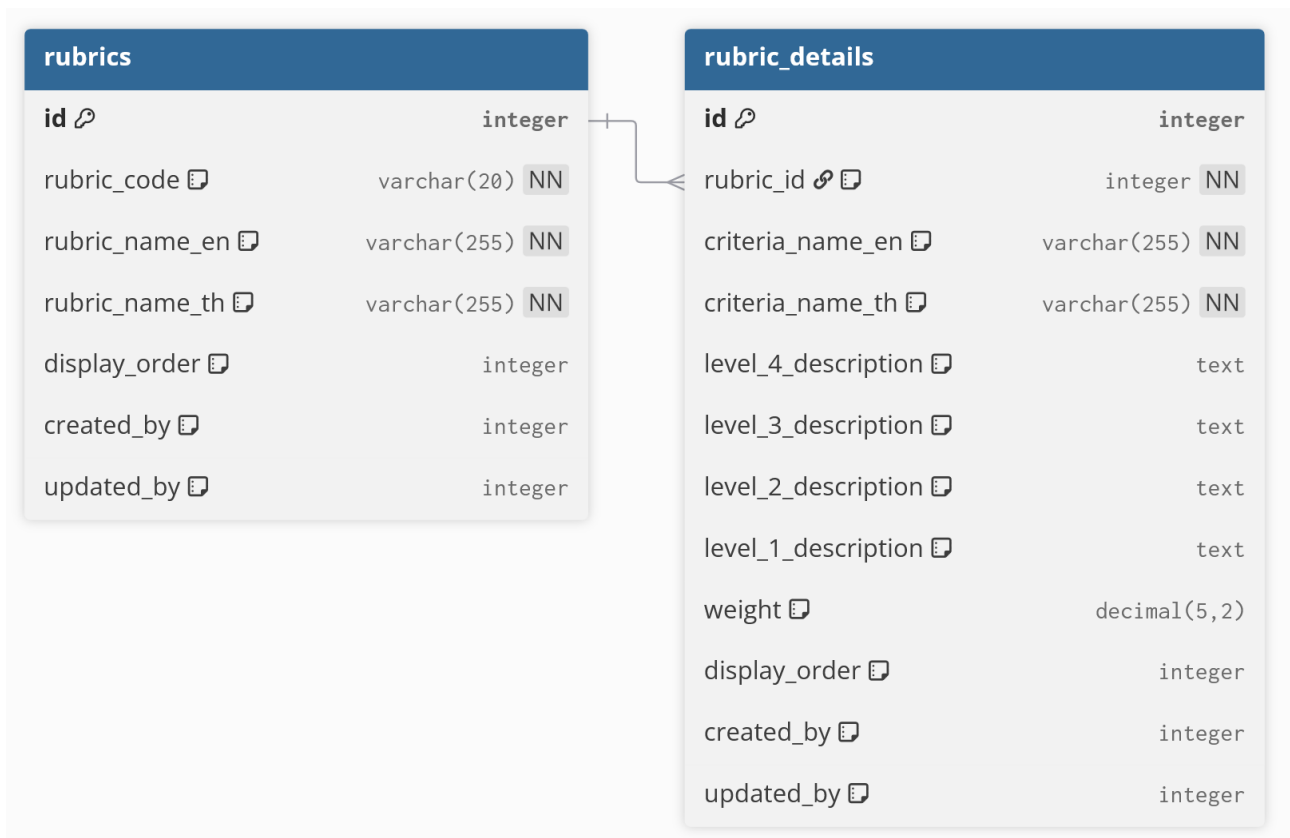 rubrics
id integer
rubric_code varchar(20) NN
rubric_name_en varchar(255) NN
rubric_name_th varchar(255) NN
display_order integer
created_by integer
updated_by integer
rubric_details
id integer
rubric_id integer NN
criteria_name_en varchar(255) NN
criteria_name_th varchar(255) NN
level_4_description text
level_3_description text
level_2_description text
level_1_description text
weight decimal(5,2)
display_order integer
created_by integer
updated_by integer